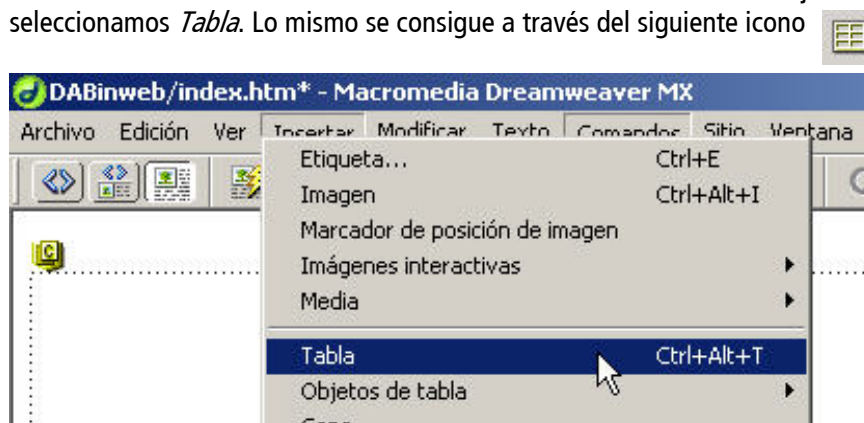 seleccionamos Tabla. Lo mismo se consigue a través del siguiente icono
DABinweb/index.htm* - Macromedia Dreamweaver MX
Archivo Edición Ver Insertar Modificar Texto Comandos Sitio Ventana
Etiqueta... Ctrl+E
Imagen Ctrl+Alt+I
Marcador de posición de imagen
Imágenes interactivas
Media
Tabla Ctrl+Alt+T
Objetos de tabla